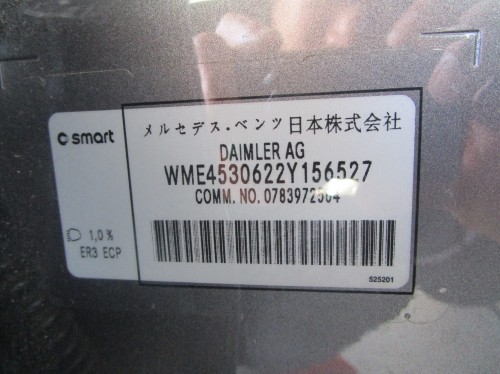 smart
メルセデス・ベンツ日本株式会社
DAIMLER AG
WME4530622Y156527
COMM. NO. 0783972504
1,0%
ER3 ECP
525201